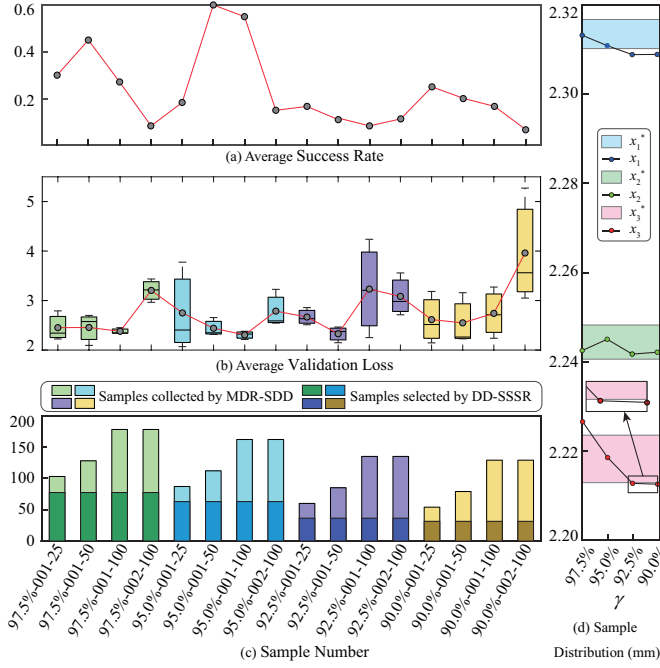 0.6
0.4
0.2
(a) Average Success Rate
5
4
3
2
(b) Average Validation Loss
Samples collected by MDR-SDD
Samples selected by DD-SSSR
200
150
100
50
0
97.5%-001-25
97.5%-001-50
97.5%-001-100
97.5%-002-100
95.0%-001-25
95.0%-001-50
95.0%-001-100
95.0%-002-100
92.5%-001-25
92.5%-001-50
92.5%-001-100
92.5%-002-100
90.0%-001-25
90.0%-001-50
90.0%-001-100
90.0%-002-100
(c) Sample Number
2.32
2.30
2.28
2.26
2.24
2.22
2.20
x₁*
x₁
x₂*
x₂
x₃*
x₃
97.5%
95.0%
92.5%
90.0%
γ
(d) Sample
Distribution (mm)